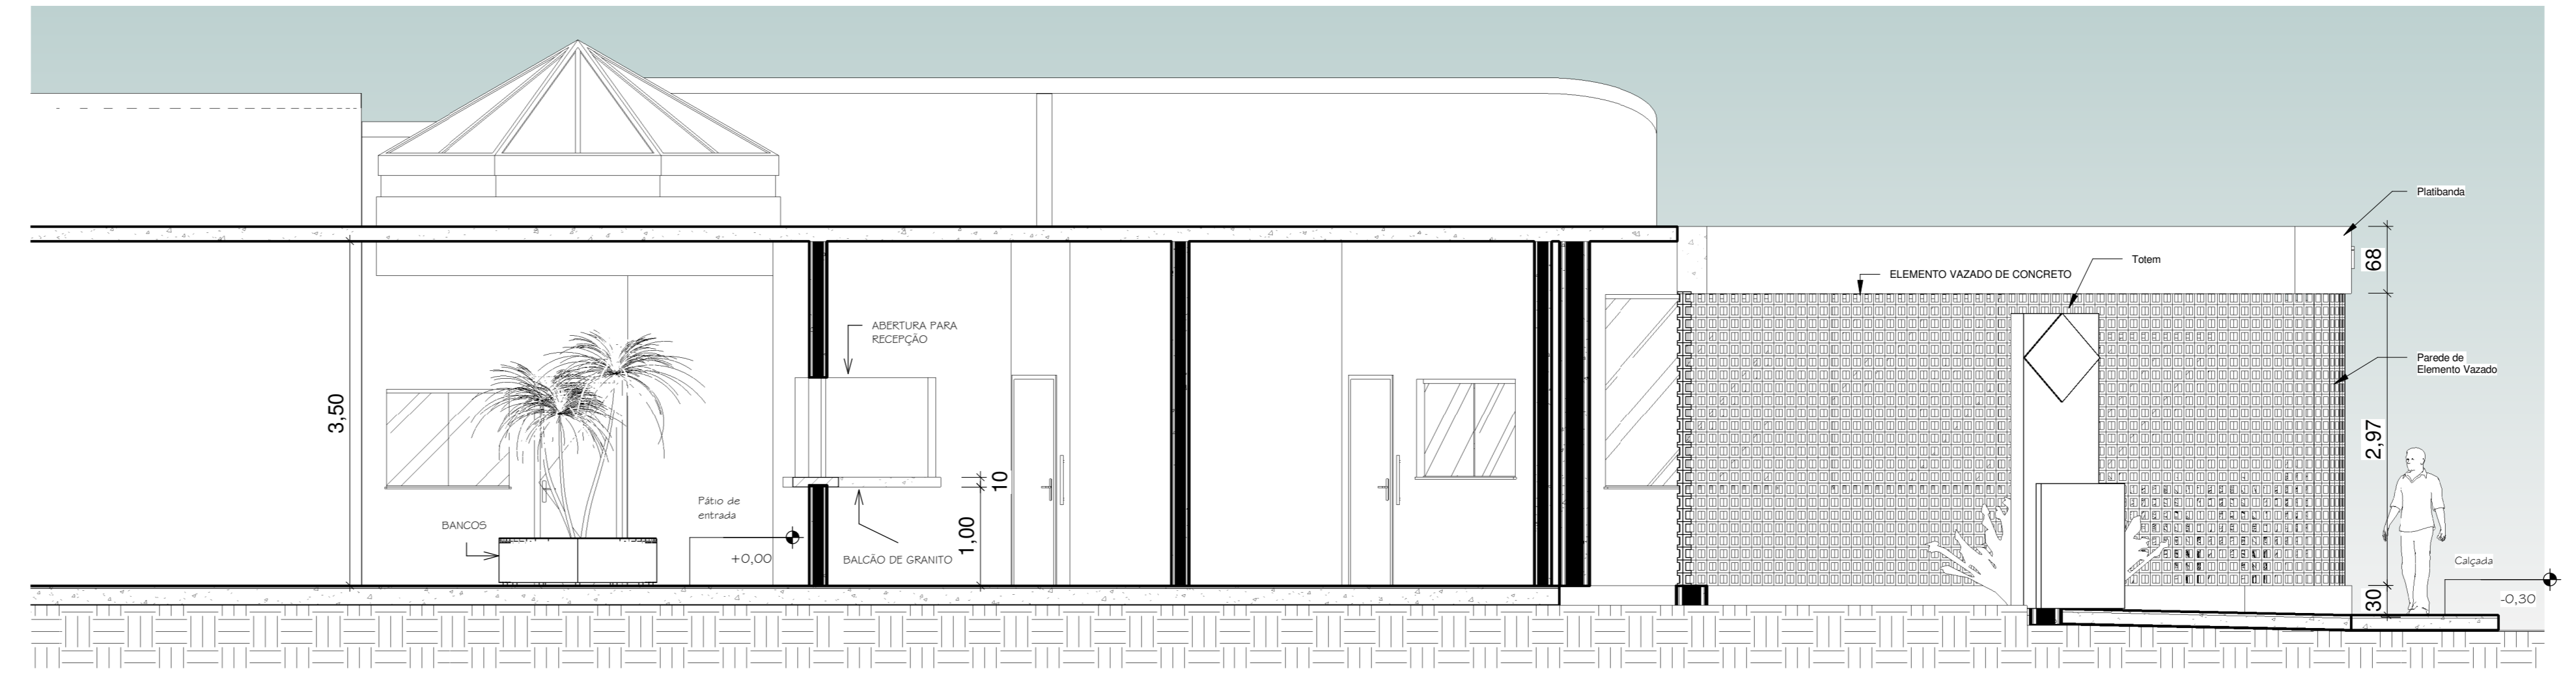 Platibanda
68
Totem
ELEMENTO VAZADO DE CONCRETO
ABERTURA PARA
RECEPÇÃO
Parede de
Elemento Vazado
3,50
2,97
10
Pátio de
entrada
BANCOS
1,00
+0,00
BALCÃO DE GRANITO
Calçada
30
-0,30